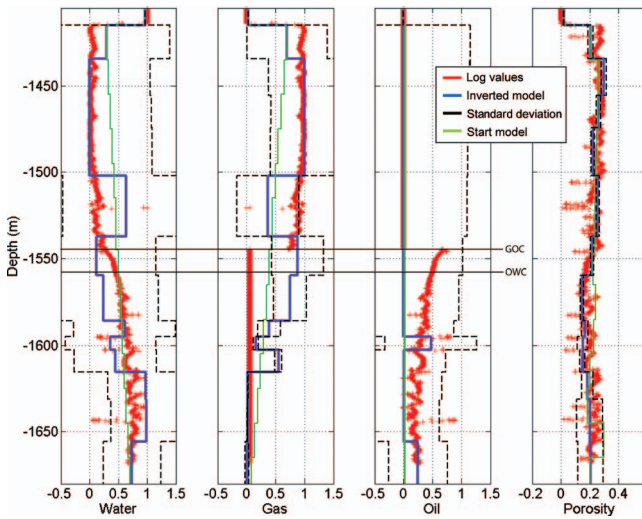 Depth (m)
-1450
-1500
-1550
-1600
-1650
Log values
Inverted model
Standard deviation
Start model
GOC
OWC
-0.5 0 0.5 1 1.5
Water
-0.5 0 0.5 1 1.5
Gas
-0.5 0 0.5 1 1.5
Oil
0 0.2 0.4
Porosity